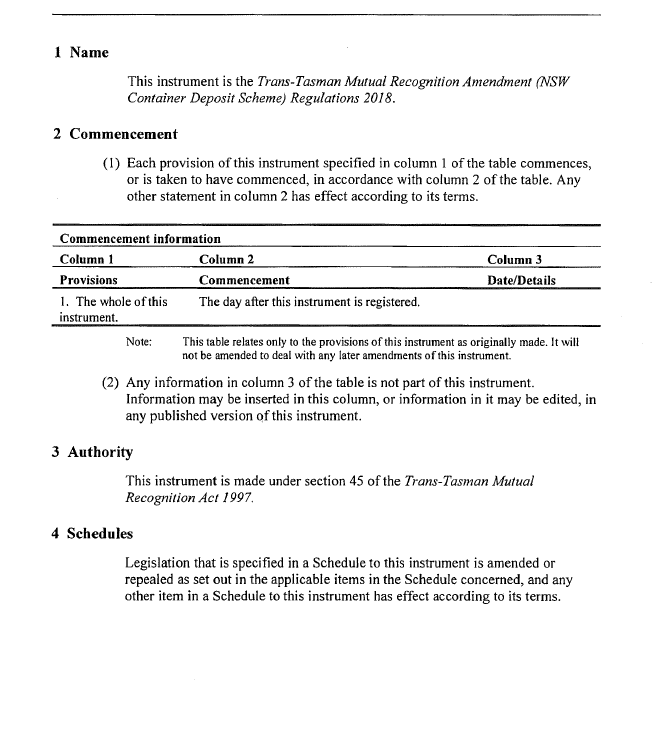 1 Name
This instrument is the Trans-Tasman Mutual Recognition Amendment (NSW
Container Deposit Scheme) Regulations 2018.
2 Commencement
(1) Each provision of this instrument specified in column 1 of the table commences,
or is taken to have commenced, in accordance with column 2 of the table. Any
other statement in column 2 has effect according to its terms.
Commencement information
Column 1 Column 2 Column 3
Provisions Commencement Date/Details
1. The whole of this The day after this instrument is registered.
instrument.
Note: This table relates only to the provisions of this instrument as originally made. It will
not be amended to deal with any later amendments of this instrument.
(2) Any information in column 3 of the table is not part of this instrument.
Information may be inserted in this column, or information in it may be edited, in
any published version of this instrument.
3 Authority
This instrument is made under section 45 of the Trans-Tasman Mutual
Recognition Act 1997.
4 Schedules
Legislation that is specified in a Schedule to this instrument is amended or
repealed as set out in the applicable items in the Schedule concerned, and any
other item in a Schedule to this instrument has effect according to its terms.